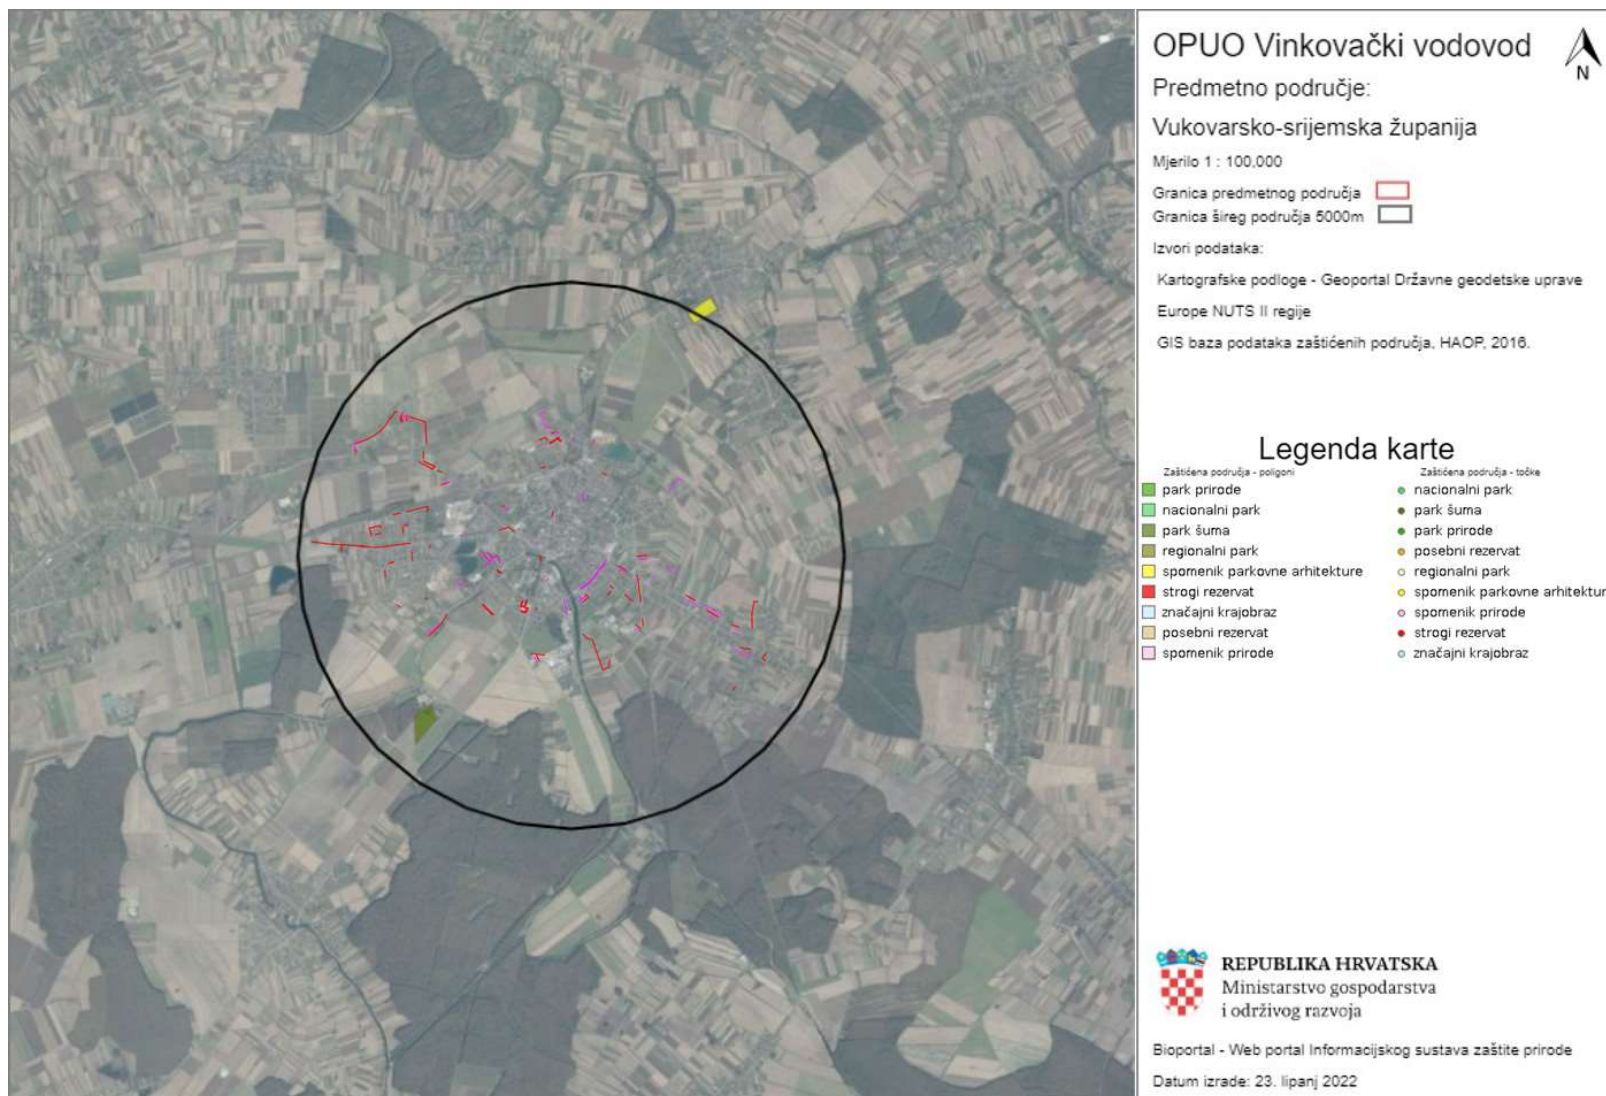 OPUO Vinkovački vodovod
N
Predmetno područje:
Vukovarsko-srijemska županija
Mjerilo 1 : 100.000
Granica predmetnog područja
Granica šireg područja 5000m
Izvori podataka:
Kartografske podloge - Geoportal Državne geodetske uprave
Europe NUTS II regije
GIS baza podataka zaštićenih područja, HAOP, 2016.
Legenda karte
Zaštićena područja - poligoni
park prirode
nacionalni park
park šuma
regionalni park
spomenik parkovne arhitekture
strogi rezervat
značajni krajobraz
posebni rezervat
spomenik prirode
Zaštićena područja - točke
nacionalni park
park šuma
park prirode
posebni rezervat
regionalni park
spomenik parkovne arhitektur
spomenik prirode
strogi rezervat
značajni krajobraz
REPUBLIKA HRVATSKA
Ministarstvo gospodarstva
i održivog razvoja
Bioportal - Web portal Informacijskog sustava zaštite prirode
Datum izrade: 23. lipanj 2022